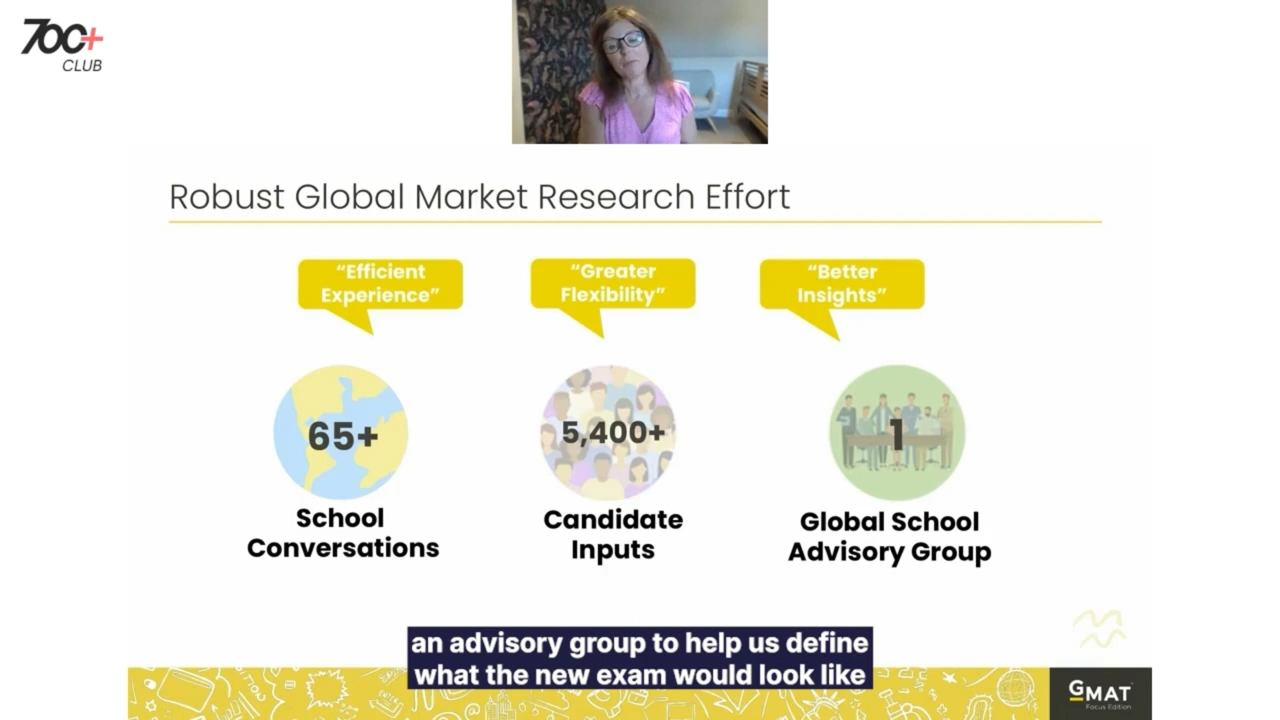 700+
CLUB
Robust Global Market Research Effort
“Efficient
Experience”
“Greater
Flexibility”
“Better
Insights”
65+
5,400+
1
School
Conversations
Candidate
Inputs
Global School
Advisory Group
an advisory group to help us define
what the new exam would look like
GMAT
Focus Edition